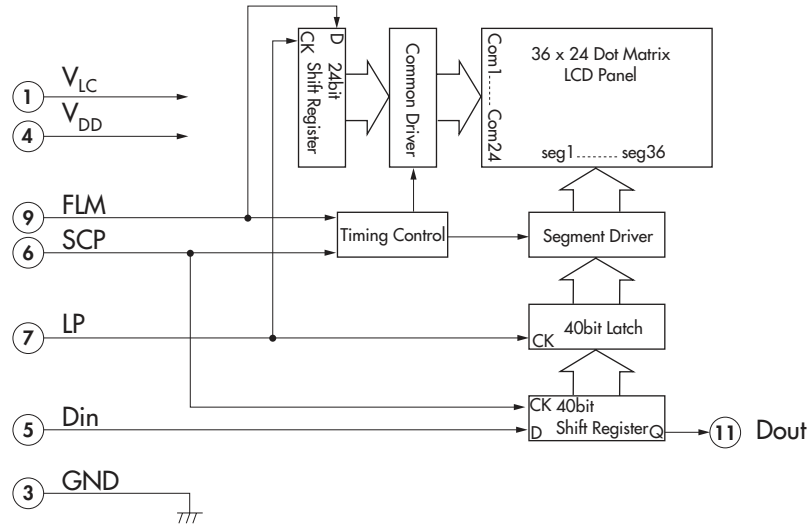 CK D
24bit
Shift Register
Common Driver
Com1........Com24
36 x 24 Dot Matrix
LCD Panel
seg1.......... seg36
1 VLC
4 VDD
9 FLM
6 SCP
Timing Control
Segment Driver
7 LP
40bit Latch
CK
CK 40bit
Shift Register Q
D
5 Din
11 Dout
3 GND